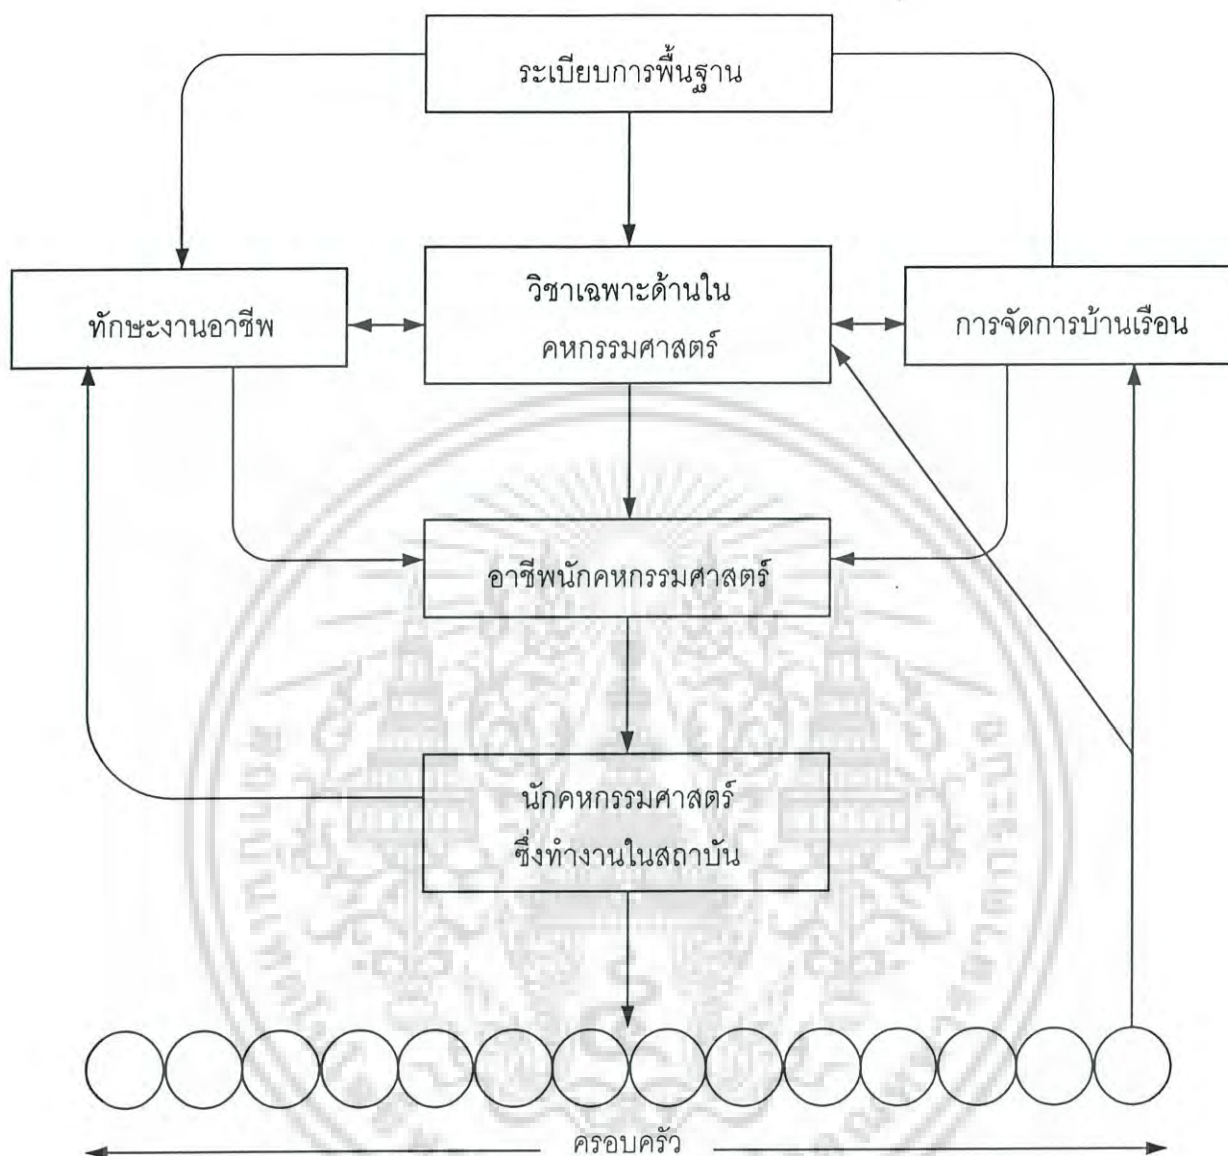 ระเบียบการพื้นฐาน
ทักษะงานอาชีพ
วิชาเฉพาะด้านใน
คหกรรมศาสตร์
การจัดการบ้านเรือน
อาชีพนักคหกรรมศาสตร์
นักคหกรรมศาสตร์
ซึ่งทำงานในสถาบัน
ครอบครัว